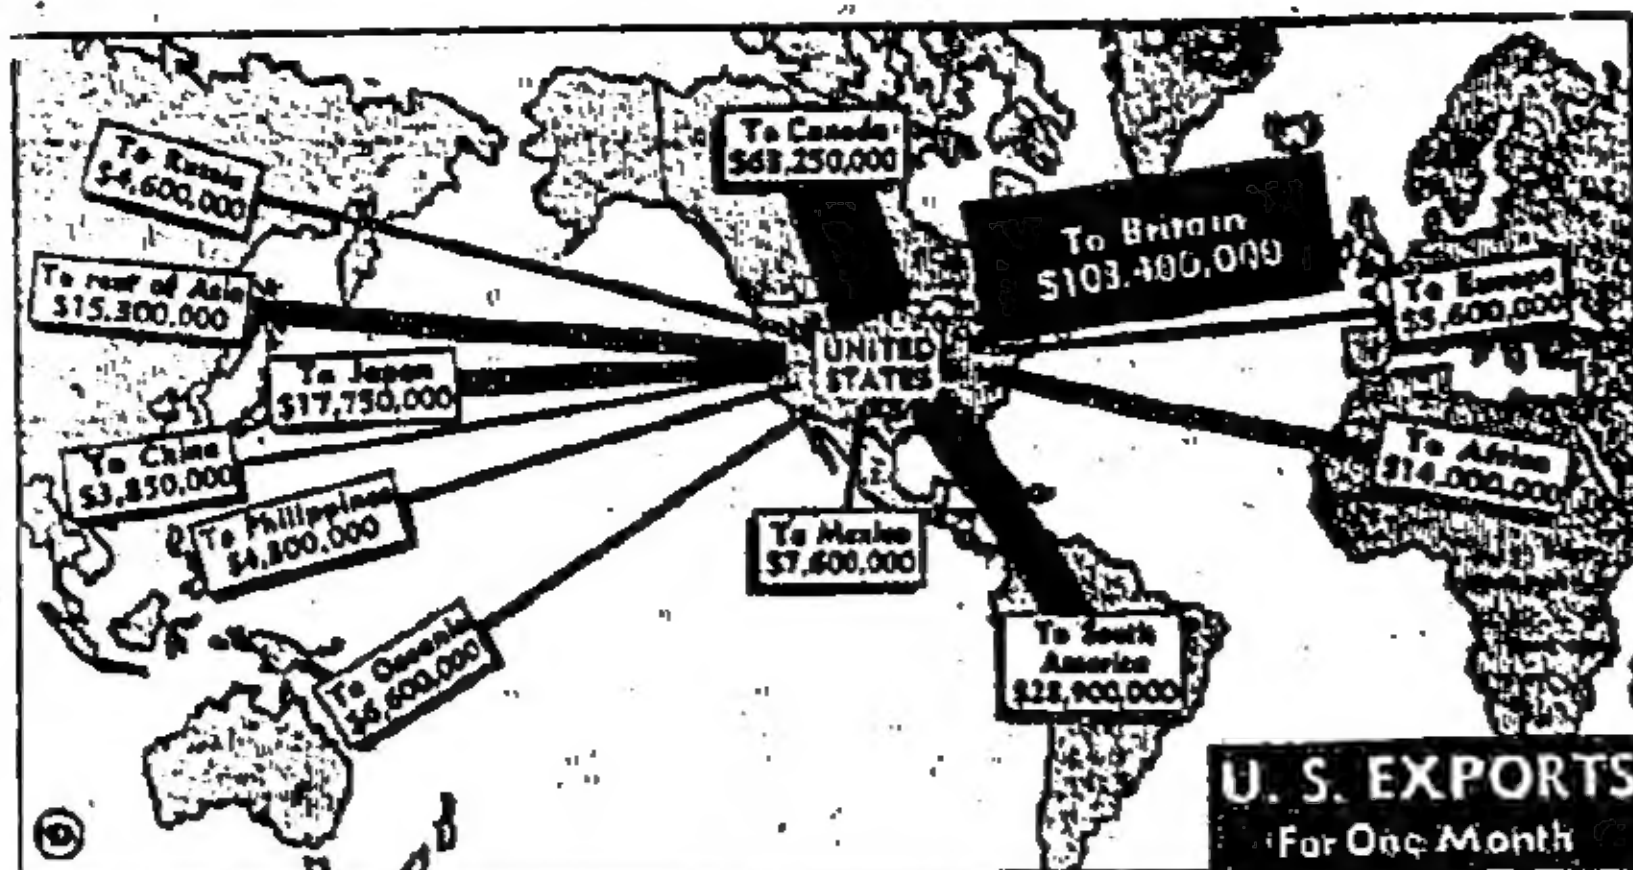 To Canada
$63,250,000
To Russia
$4,600,000
To Britain
$103,400,000
To rest of Asia
$15,300,000
To Europe
$5,600,000
UNITED
STATES
To Japan
$17,750,000
To China
$3,850,000
To Africa
$14,000,000
To Philippines
$4,800,000
To Mexico
$7,600,000
To Oceania
$6,600,000
To South
America
$28,900,000
U. S. EXPORTS
For One Month